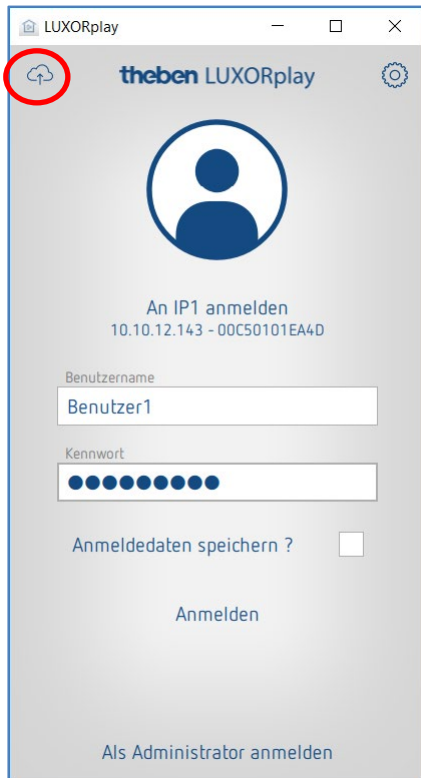 LUXORplay
theben LUXORplay
An IP1 anmelden
10.10.12.143 - 00C50101EA4D
Benutzername
Benutzer1
Kennwort
Anmeldedaten speichern ?
Anmelden
Als Administrator anmelden